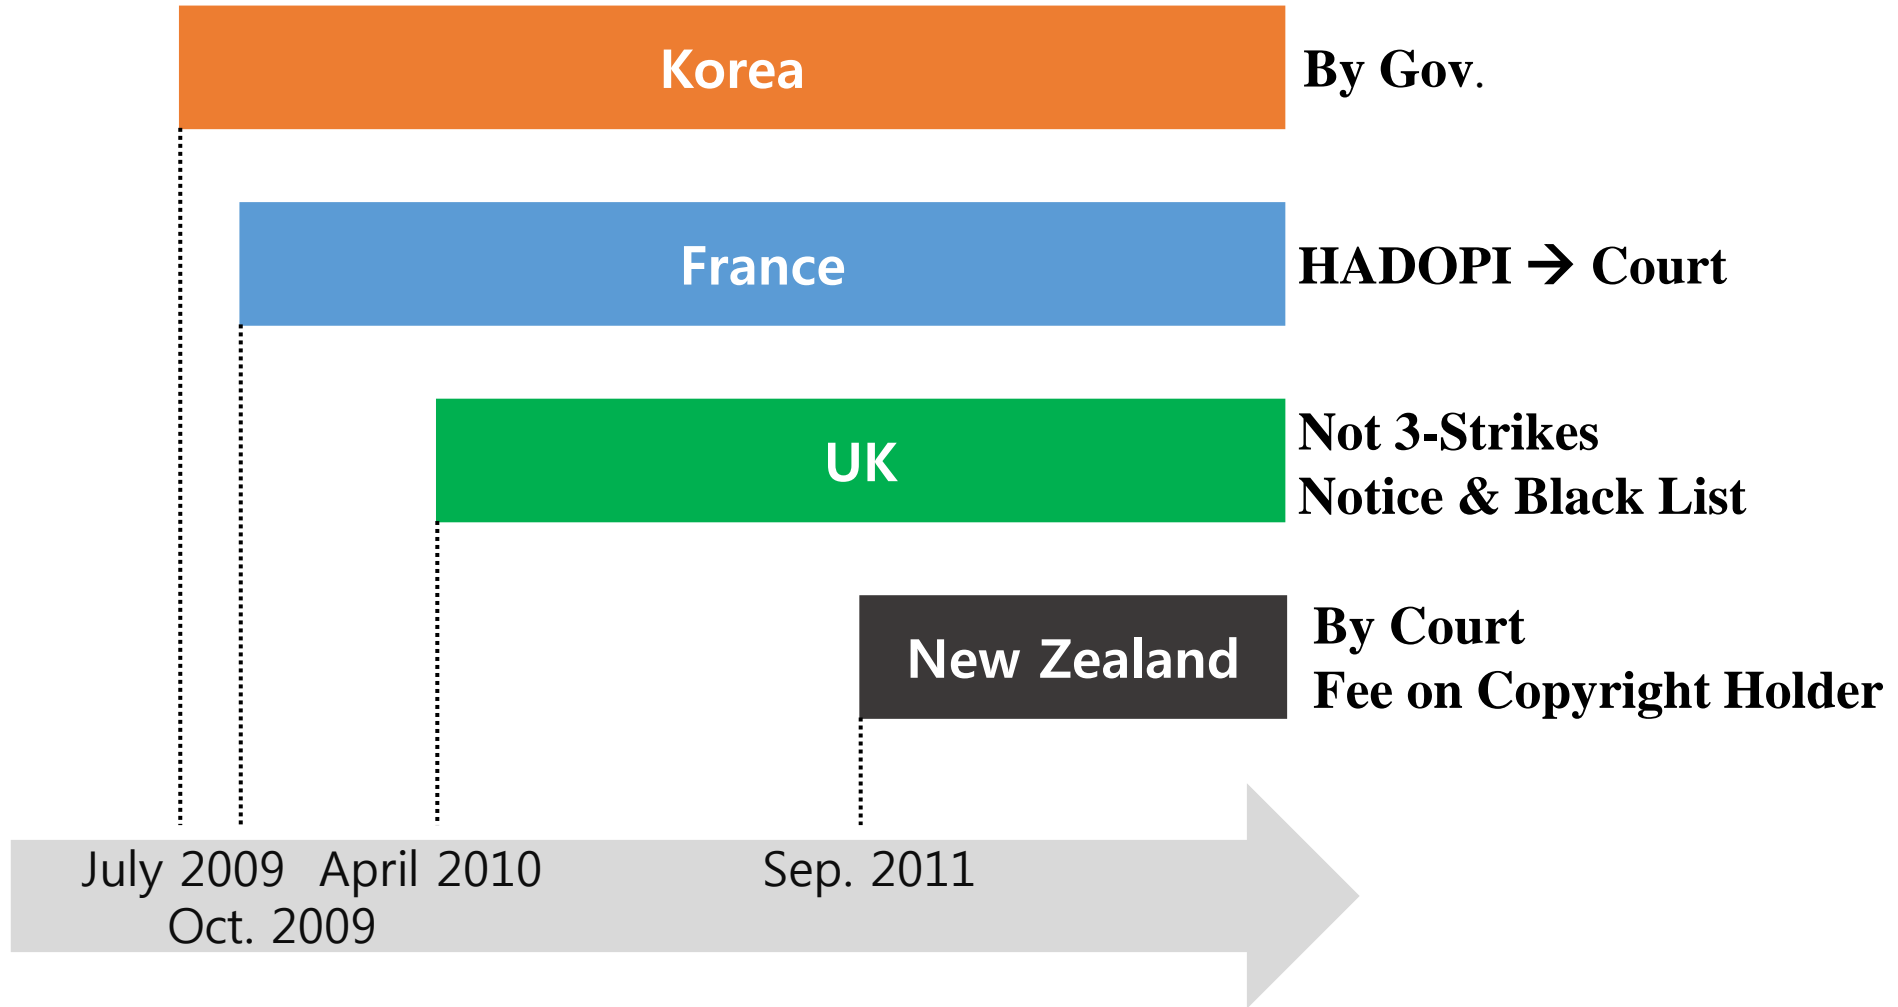 Korea
By Gov.
France
HADOPI → Court
UK
Not 3-Strikes
Notice & Black List
New Zealand
By Court
Fee on Copyright Holder
July 2009
April 2010
Sep. 2011
Oct. 2009